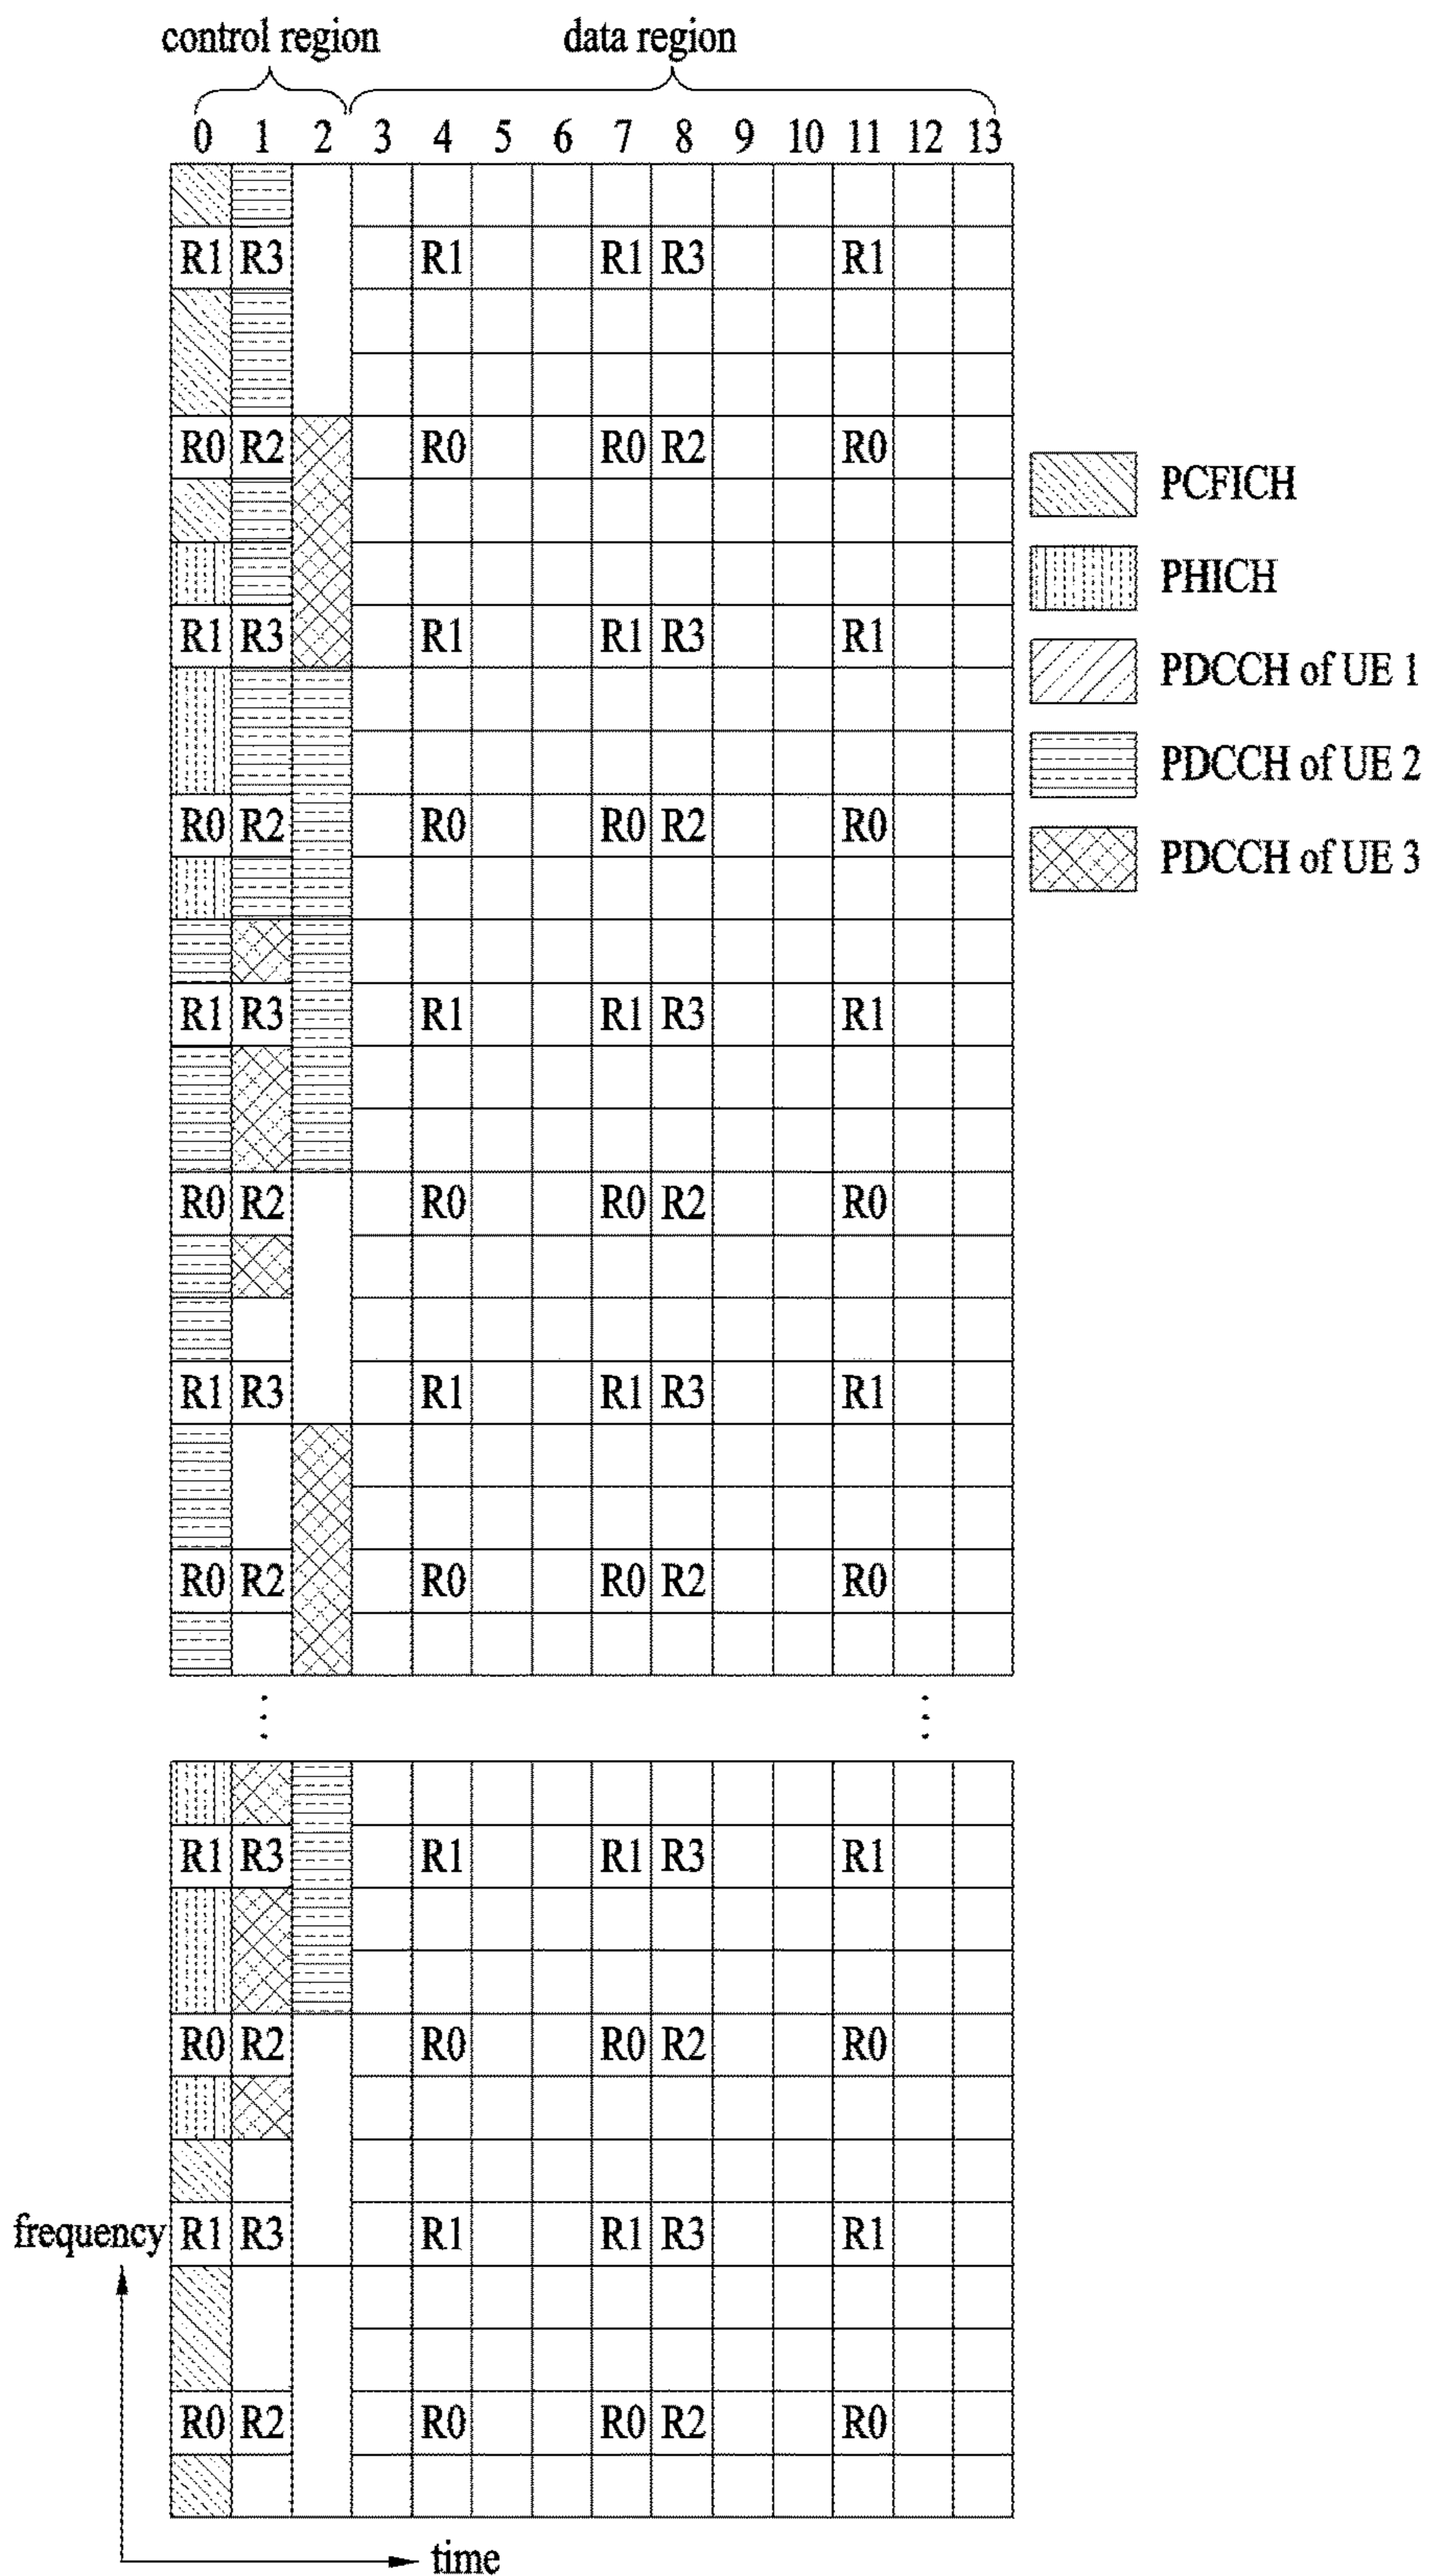 control region data region
0 1 2 3 4 5 6 7 8 9 10 11 12 13
R1 R3 R1 R1 R3 R1
R0 R2 R0 R0 R2 R0
PCFICH
PHICH
R1 R3 R1 R1 R3 R1
PDCCH of UE 1
PDCCH of UE 2
R0 R2 R0 R0 R2 R0
PDCCH of UE 3
R1 R3 R1 R1 R3 R1
R0 R2 R0 R0 R2 R0
R1 R3 R1 R1 R3 R1
R0 R2 R0 R0 R2 R0
R1 R3 R1 R1 R3 R1
R0 R2 R0 R0 R2 R0
frequency R1 R3 R1 R1 R3 R1
R0 R2 R0 R0 R2 R0
time